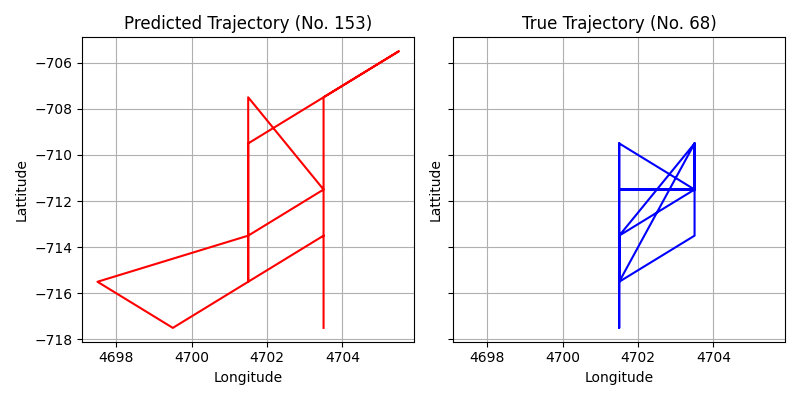 Predicted Trajectory (No. 153)
True Trajectory (No. 68)
−706
−708
−710
−712
−714
−716
−718
Lattitude
Lattitude
4698 4700 4702 4704
4698 4700 4702 4704
Longitude
Longitude